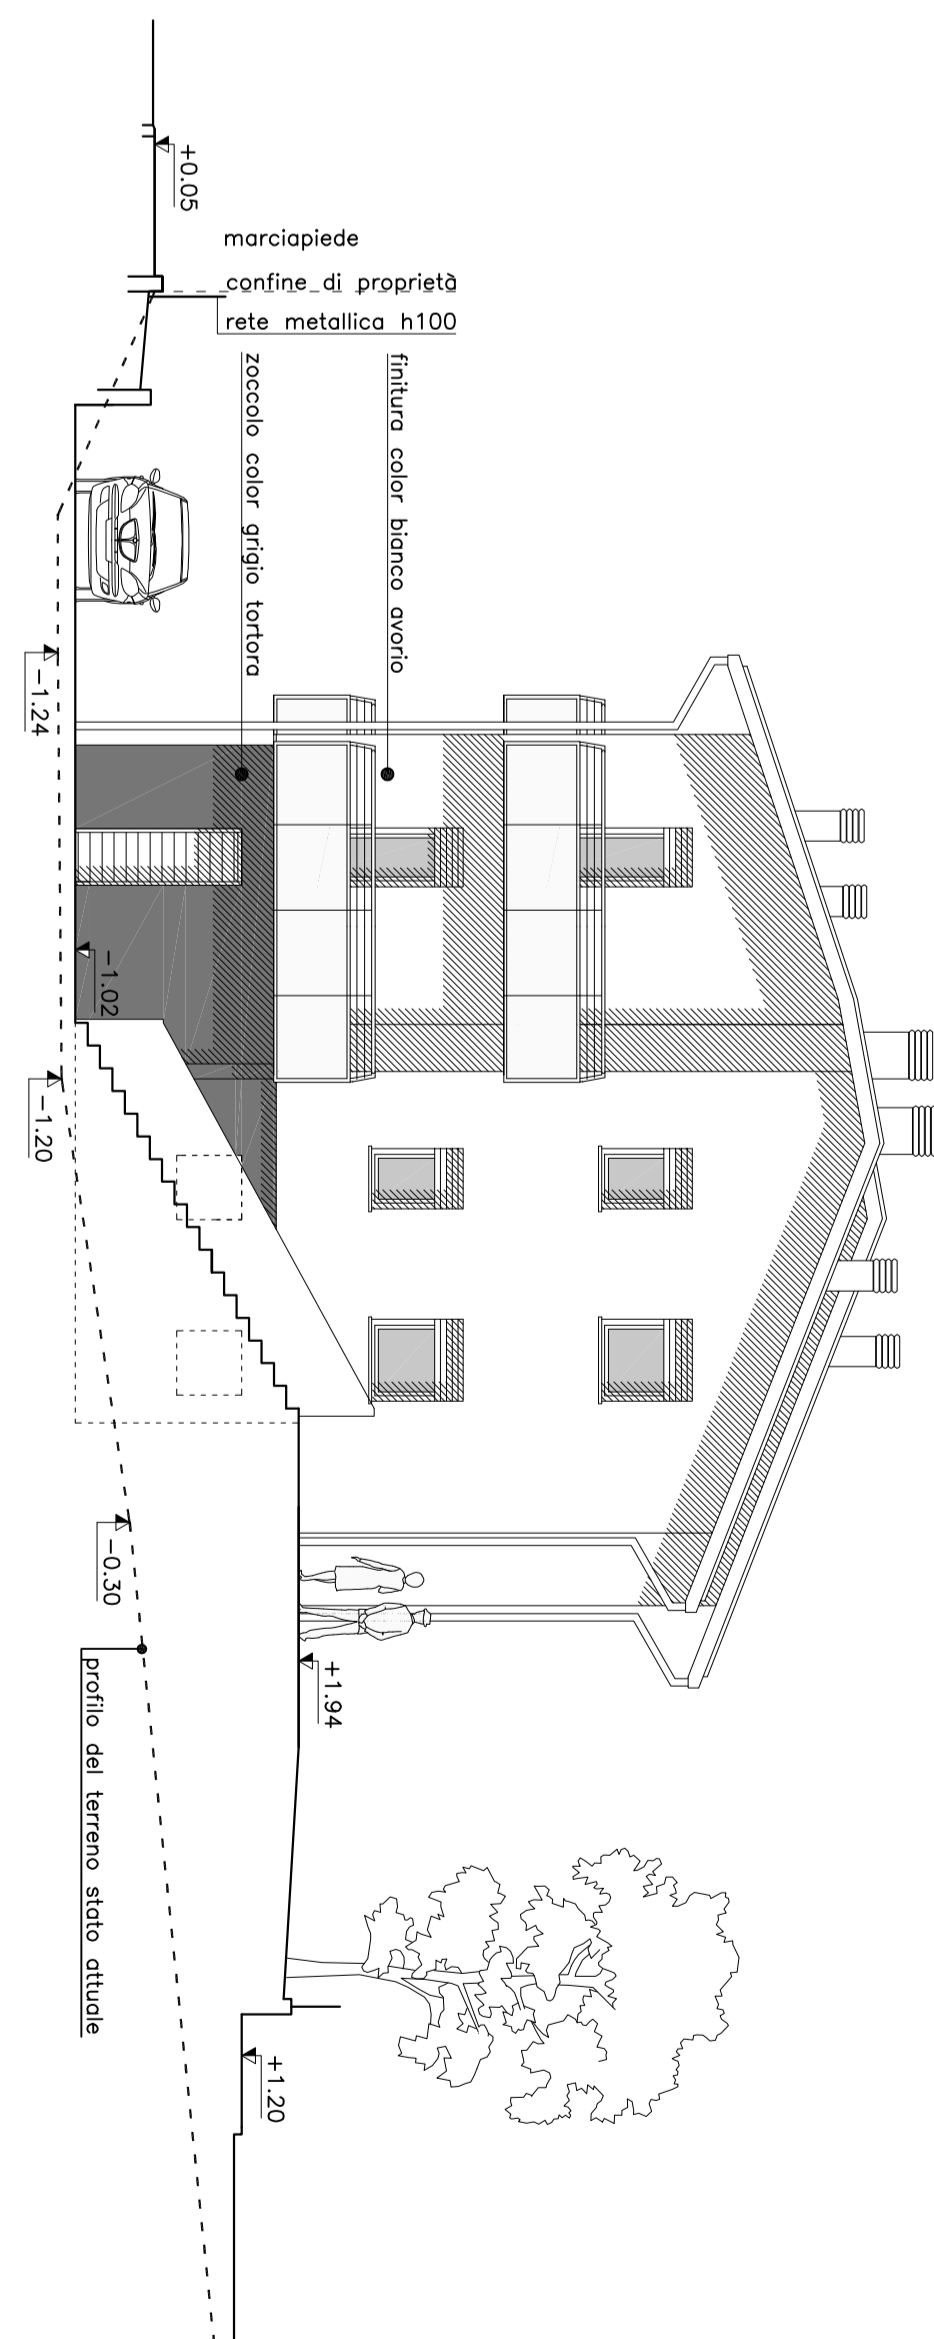 +0.05
marciapiede
confine di proprietà
rete metallica h100
zoccolo color grigio tortora
finitura color bianco avorio
-1.24
-1.02
-1.20
-0.30
+1.94
profilo del terreno stato attuale
+1.20